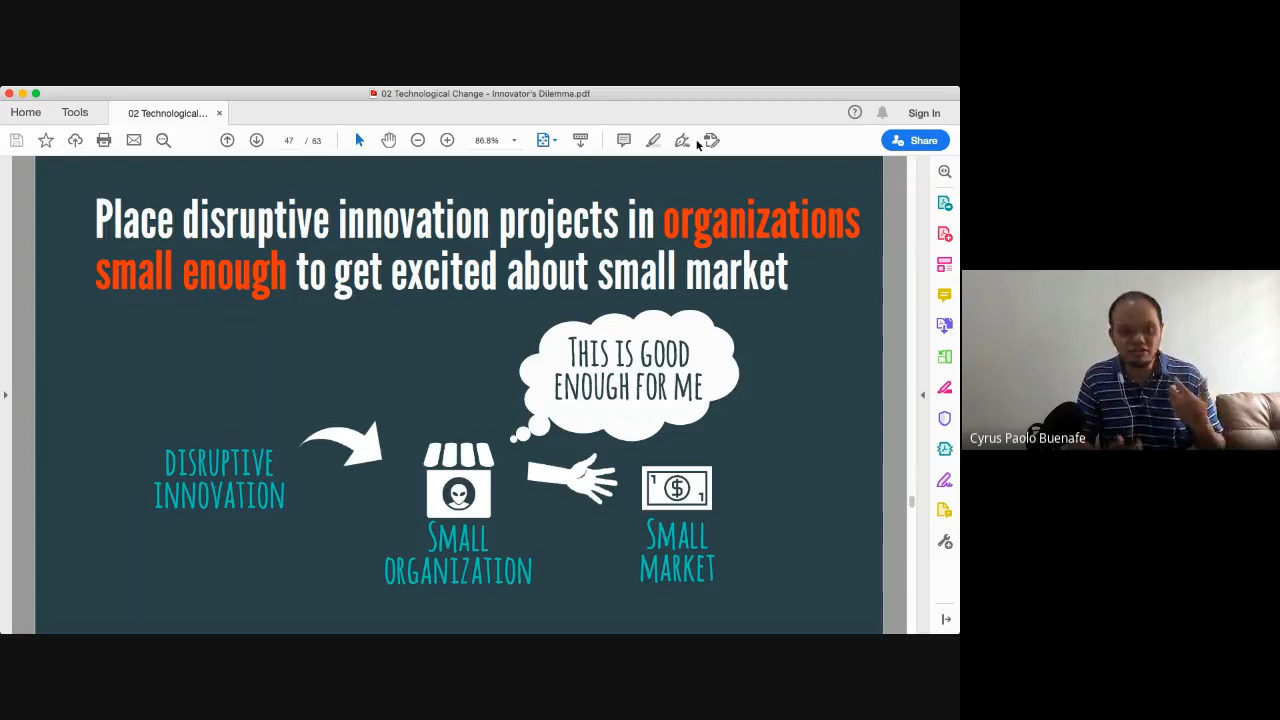 02 Technological Change - Innovator's Dilemma.pdf
Home
Tools
02 Technological...
×
?
Sign In
47 / 63
86.8%
Share
Place disruptive innovation projects in organizations
small enough to get excited about small market
THIS IS GOOD
ENOUGH FOR ME
DISRUPTIVE
INNOVATION
1
$
1
SMALL
ORGANIZATION
SMALL
MARKET
Cyrus Paolo Buenafe